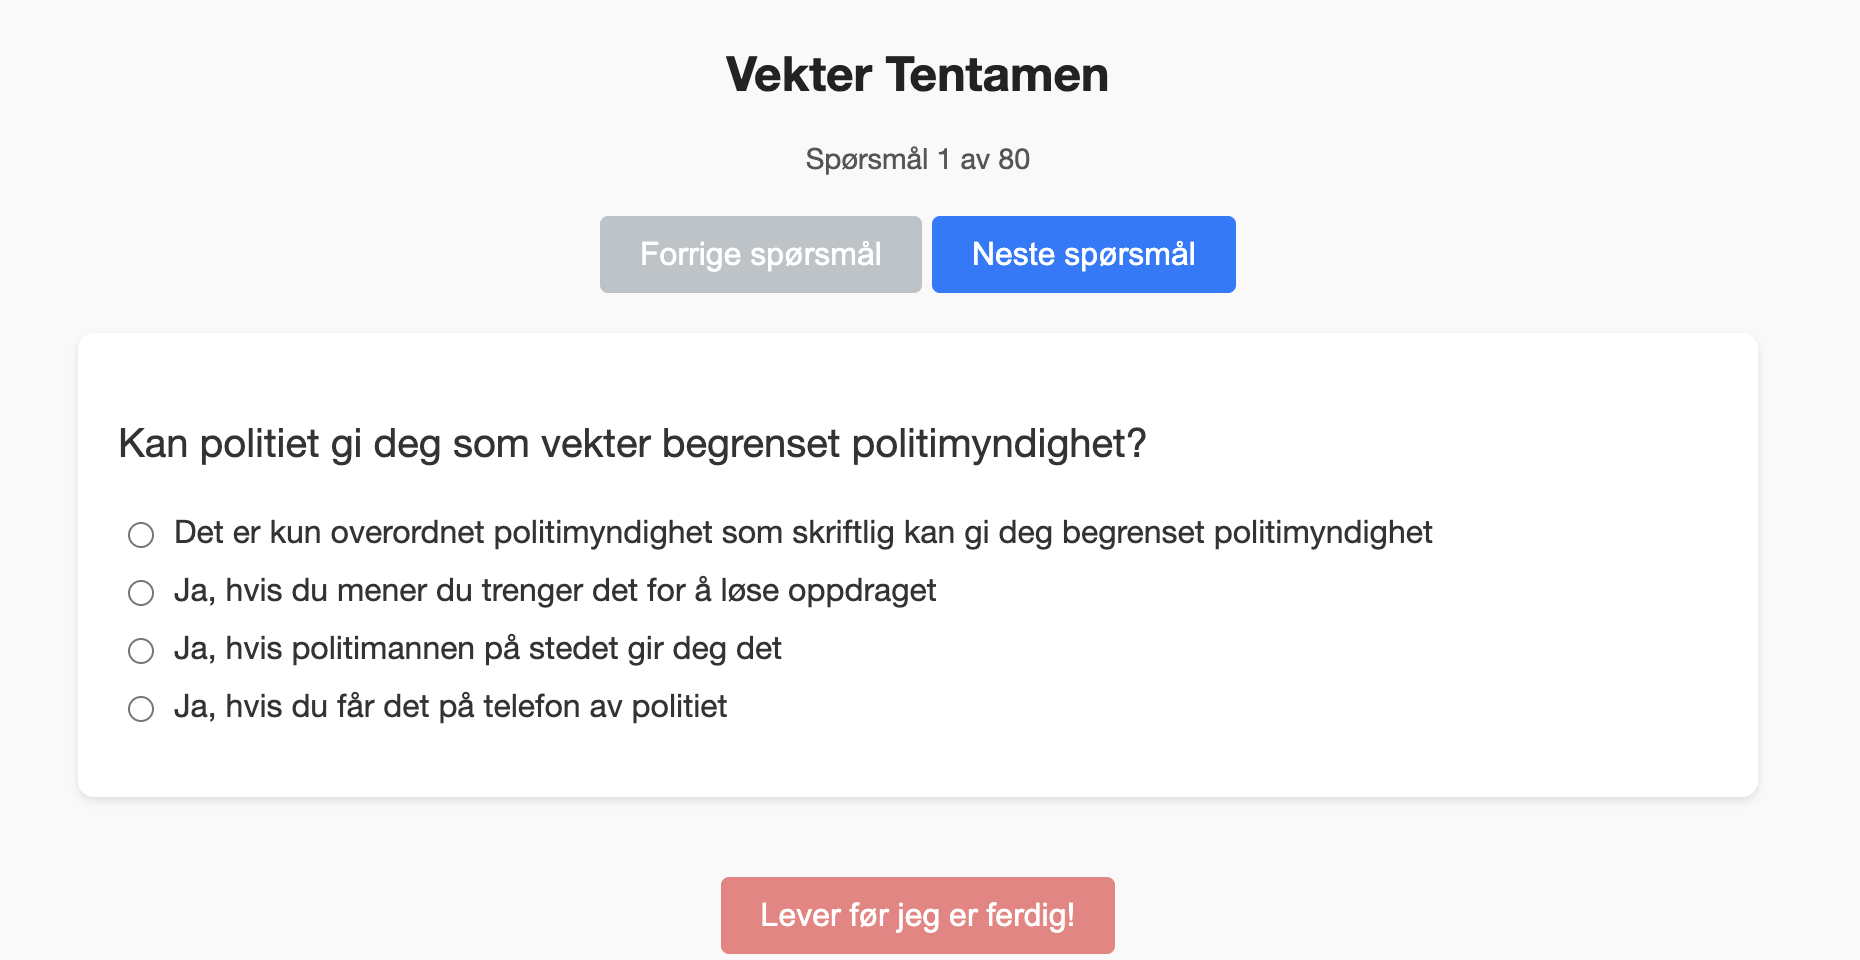 Vekter Tentamen
Spørsmål 1 av 80
Forrige spørsmål
Neste spørsmål
Kan politiet gi deg som vekter begrenset politimyndighet?
Det er kun overordnet politimyndighet som skriftlig kan gi deg begrenset politimyndighet
Ja, hvis du mener du trenger det for å løse oppdraget
Ja, hvis politimannen på stedet gir deg det
Ja, hvis du får det på telefon av politiet
Lever før jeg er ferdig!